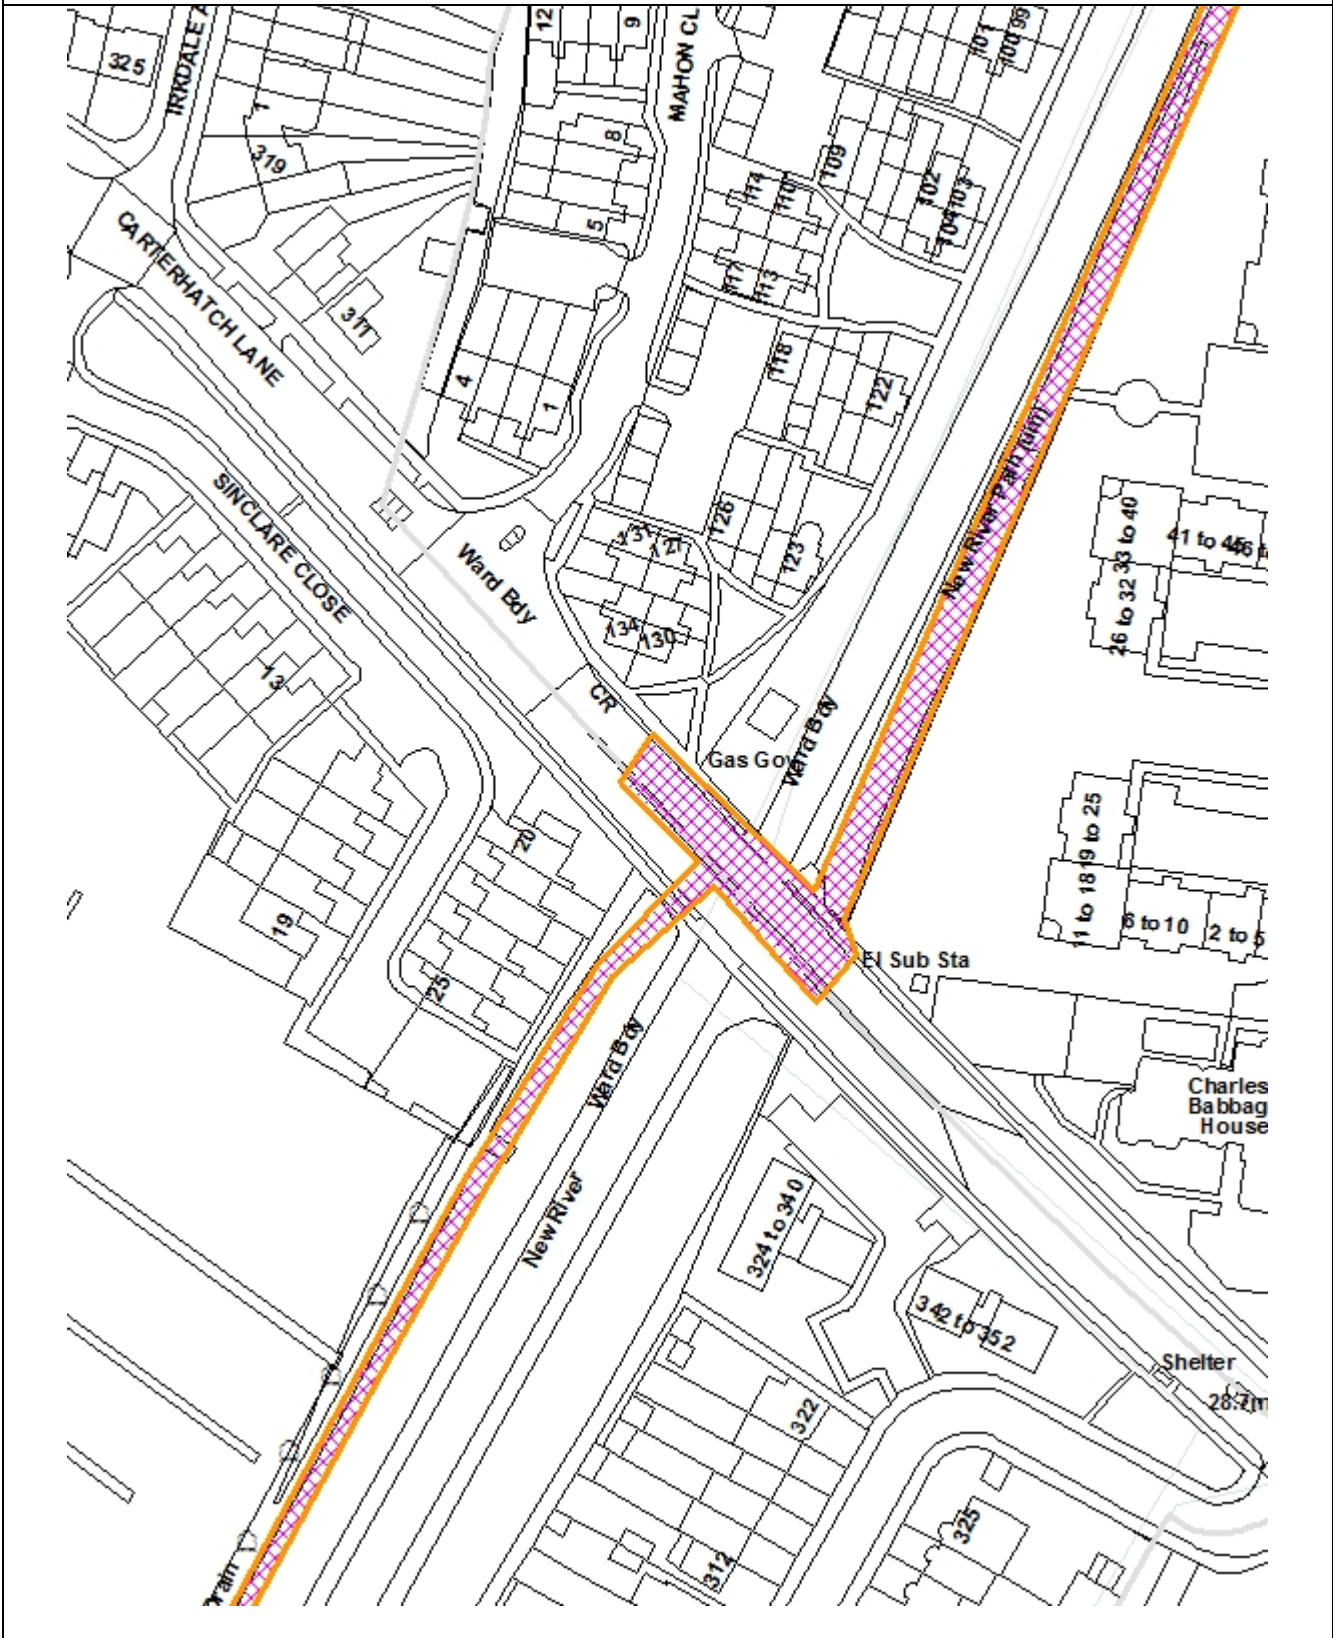 12
9
MAHON CL
101
100
99
325
IRKDALE A
1
319
8
5
109
114
110
102
103
104
117
113
CARTERHATCH LANE
311
118
122
4
1
New River Path (um)
SINCLARE CLOSE
126
131
127
123
33 to 40
41 to 45
26 to 32
Ward Bdy
134
130
13
CR
Gas Gov
Ward Bdy
20
19 to 25
11 to 18
6 to 10
2 to 5
19
25
El Sub Sta
Ward Bdy
Charles
Babbag
House
New River
324 to 340
342 to 352
Shelter
28.7m
322
325
312
Drain